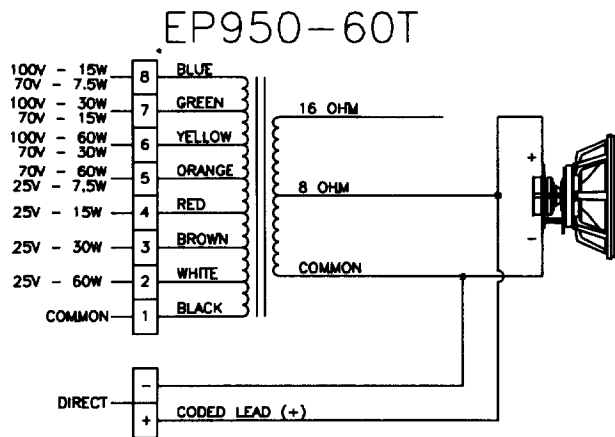 EP950-60T
100V - 15W
70V - 7.5W
8
BLUE
100V - 30W
70V - 15W
7
GREEN
16 OHM
100V - 60W
70V - 30W
6
YELLOW
70V - 60W
25V - 7.5W
5
ORANGE
8 OHM
+
25V - 15W
4
RED
25V - 30W
3
BROWN
-
25V - 60W
2
WHITE
COMMON
COMMON
1
BLACK
DIRECT
-
+
CODED LEAD (+)